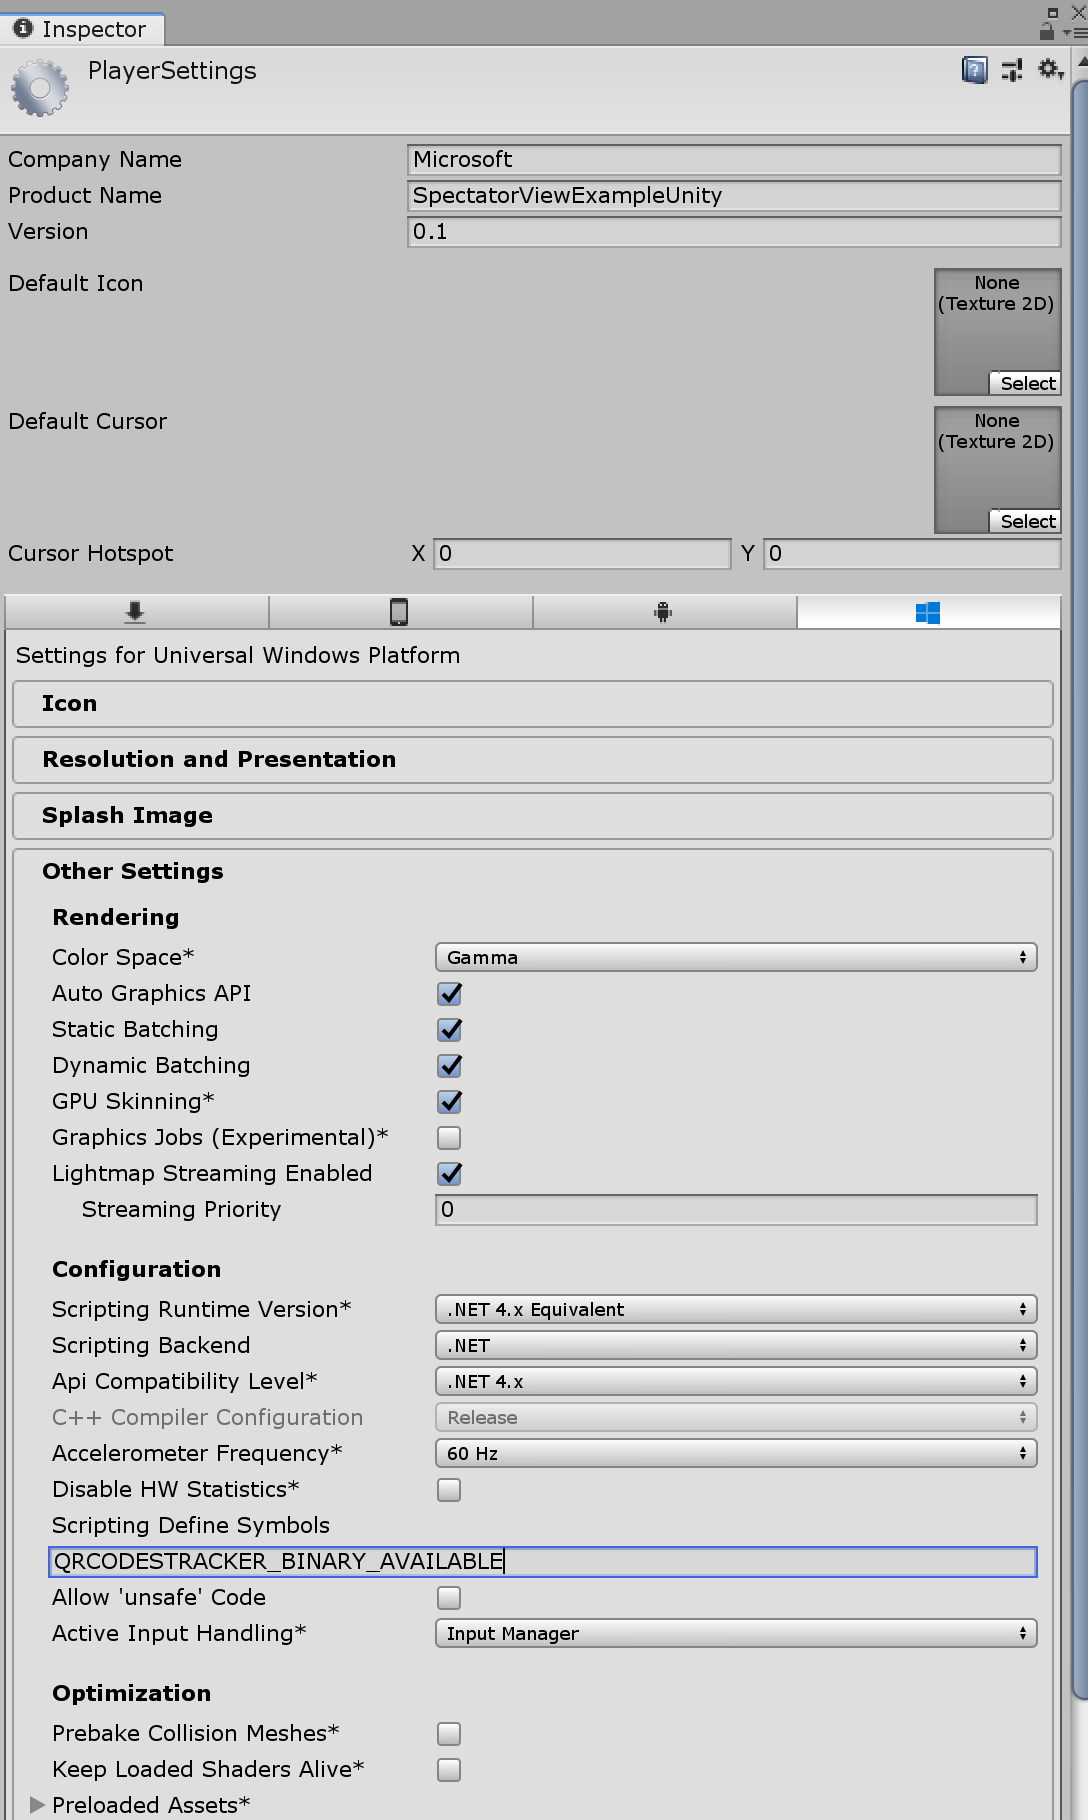 Inspector
PlayerSettings
Company Name Microsoft
Product Name SpectatorViewExampleUnity
Version 0.1
Default Icon None
(Texture 2D)
Select
Default Cursor None
(Texture 2D)
Select
Cursor Hotspot X 0 Y 0
Settings for Universal Windows Platform
Icon
Resolution and Presentation
Splash Image
Other Settings
Rendering
Color Space* Gamma
Auto Graphics API
Static Batching
Dynamic Batching
GPU Skinning*
Graphics Jobs (Experimental)*
Lightmap Streaming Enabled
Streaming Priority 0
Configuration
Scripting Runtime Version* .NET 4.x Equivalent
Scripting Backend .NET
Api Compatibility Level* .NET 4.x
C++ Compiler Configuration Release
Accelerometer Frequency* 60 Hz
Disable HW Statistics*
Scripting Define Symbols
QRCODESTRACKER_BINARY_AVAILABLE
Allow 'unsafe' Code
Active Input Handling* Input Manager
Optimization
Prebake Collision Meshes*
Keep Loaded Shaders Alive*
Preloaded Assets*